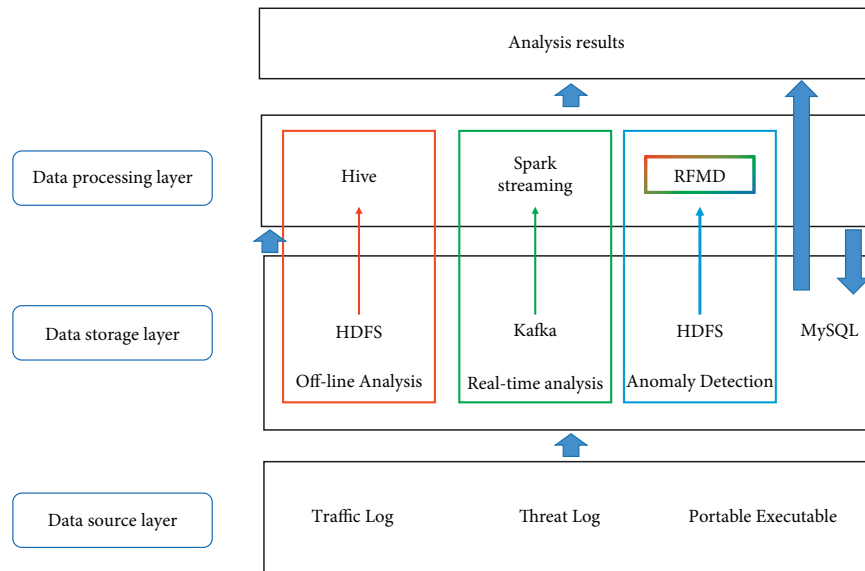 Analysis results
Data processing layer
Hive
Spark
streaming
RFMD
Data storage layer
HDFS
Kafka
HDFS
MySQL
Off-line Analysis
Real-time analysis
Anomaly Detection
Data source layer
Traffic Log
Threat Log
Portable Executable